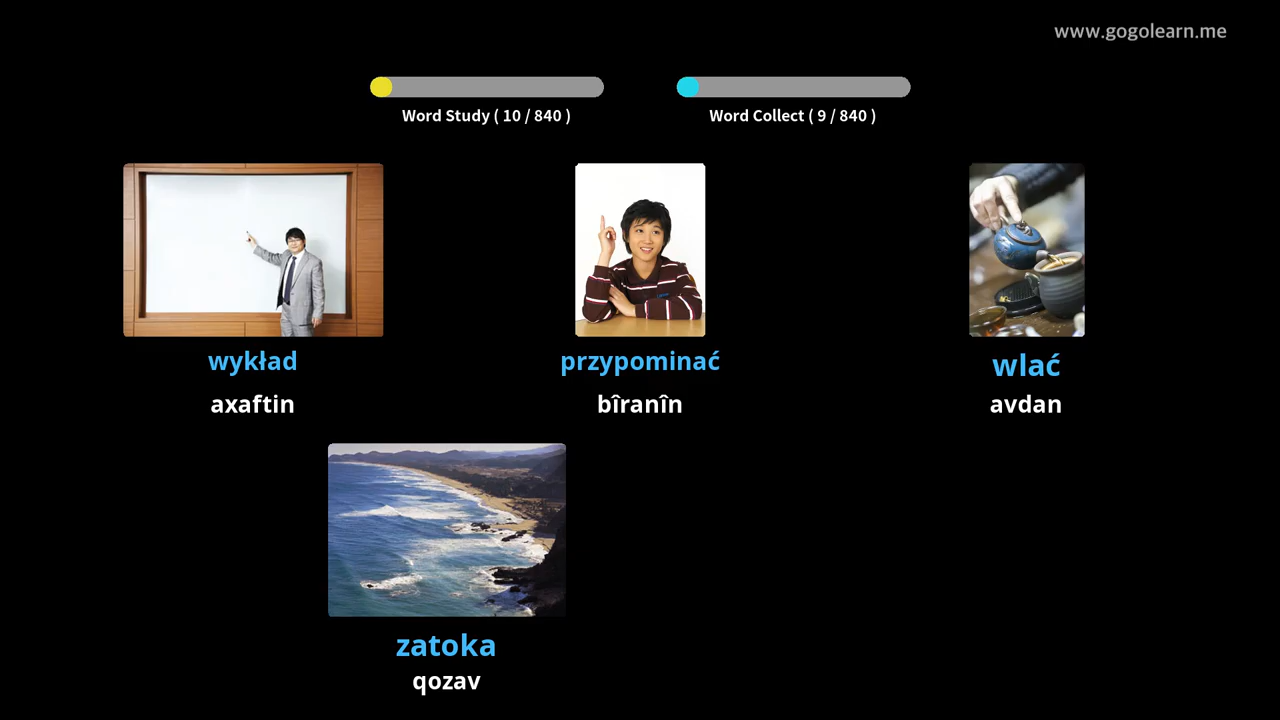 www.gogolearn.me
Word Study ( 10 / 840 )
Word Collect ( 9 / 840 )
wykład
przypominać
wlać
axaftin
bîranîn
avdan
zatoka
qozav